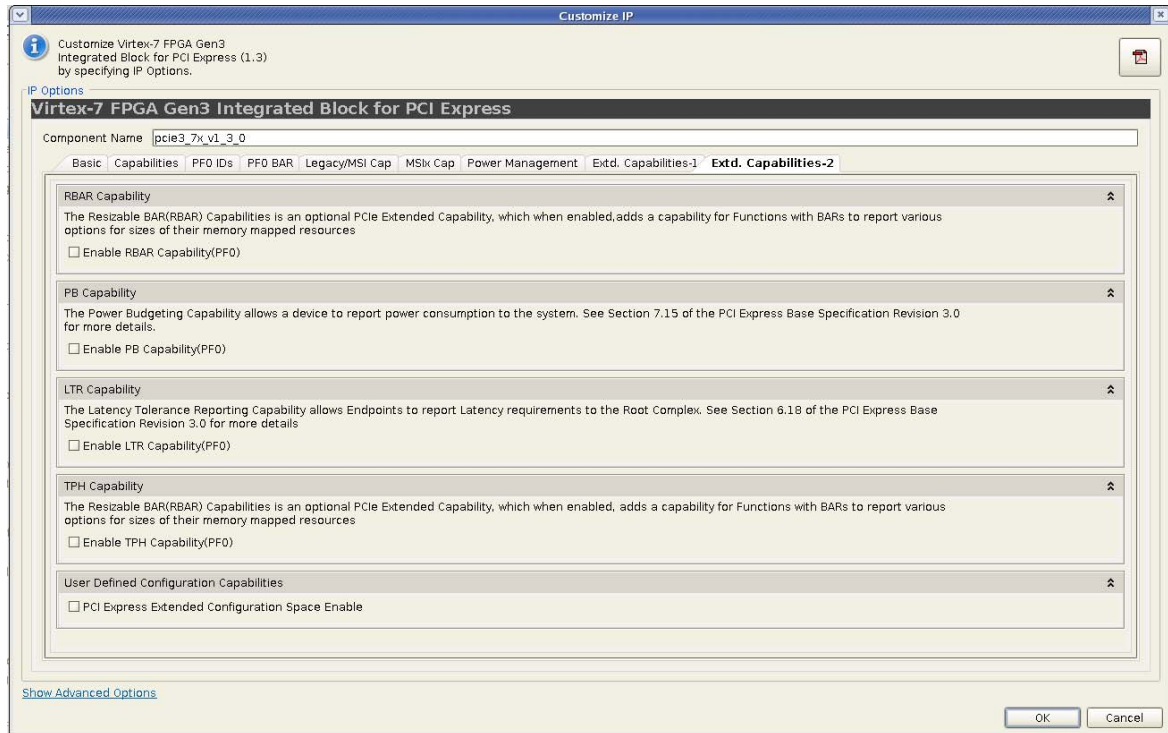 Customize IP
Customize Virtex-7 FPGA Gen3
Integrated Block for PCI Express (1.3)
by specifying IP Options.
IP Options
Virtex-7 FPGA Gen3 Integrated Block for PCI Express
Component Name pcie3_7x_v1_3_0
Basic Capabilities PF0 IDs PF0 BAR Legacy/MSI Cap MSIx Cap Power Management Extd. Capabilities-1 Extd. Capabilities-2
RBAR Capability
The Resizable BAR(RBAR) Capabilities is an optional PCIe Extended Capability, which when enabled,adds a capability for Functions with BARs to report various
options for sizes of their memory mapped resources
Enable RBAR Capability(PF0)
PB Capability
The Power Budgeting Capability allows a device to report power consumption to the system. See Section 7.15 of the PCI Express Base Specification Revision 3.0
for more details.
Enable PB Capability(PF0)
LTR Capability
The Latency Tolerance Reporting Capability allows Endpoints to report Latency requirements to the Root Complex. See Section 6.18 of the PCI Express Base
Specification Revision 3.0 for more details
Enable LTR Capability(PF0)
TPH Capability
The Resizable BAR(RBAR) Capabilities is an optional PCIe Extended Capability, which when enabled, adds a capability for Functions with BARs to report various
options for sizes of their memory mapped resources
Enable TPH Capability(PF0)
User Defined Configuration Capabilities
PCI Express Extended Configuration Space Enable
Show Advanced Options
OK Cancel